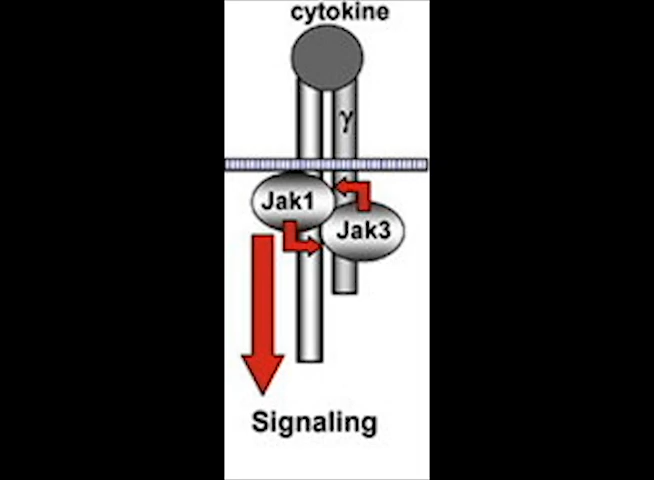 cytokine
γ
Jak1
Jak3
Signaling